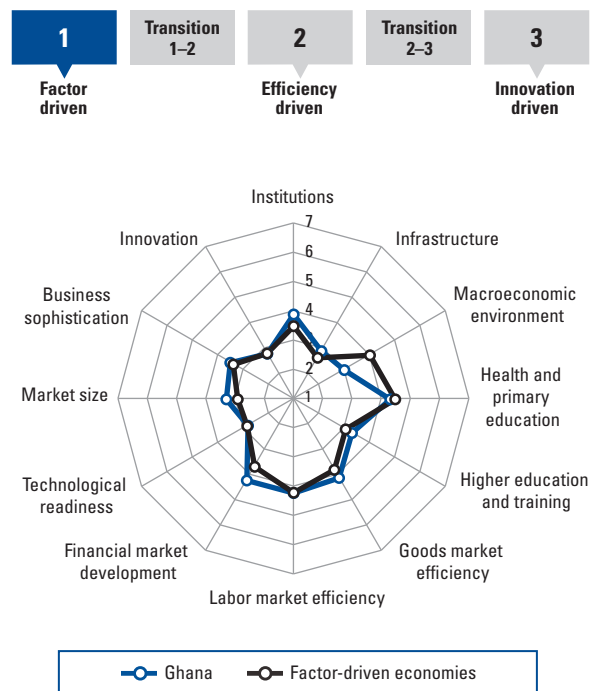 1
Transition
1–2
2
Transition
2–3
3
Factor
driven
Efficiency
driven
Innovation
driven
Institutions
7
Innovation
Infrastructure
6
5
Business
sophistication
Macroeconomic
environment
4
2
Market size
1
Health and
primary
education
Technological
readiness
Higher education
and training
Financial market
development
Goods market
efficiency
Labor market efficiency
Ghana
Factor-driven economies